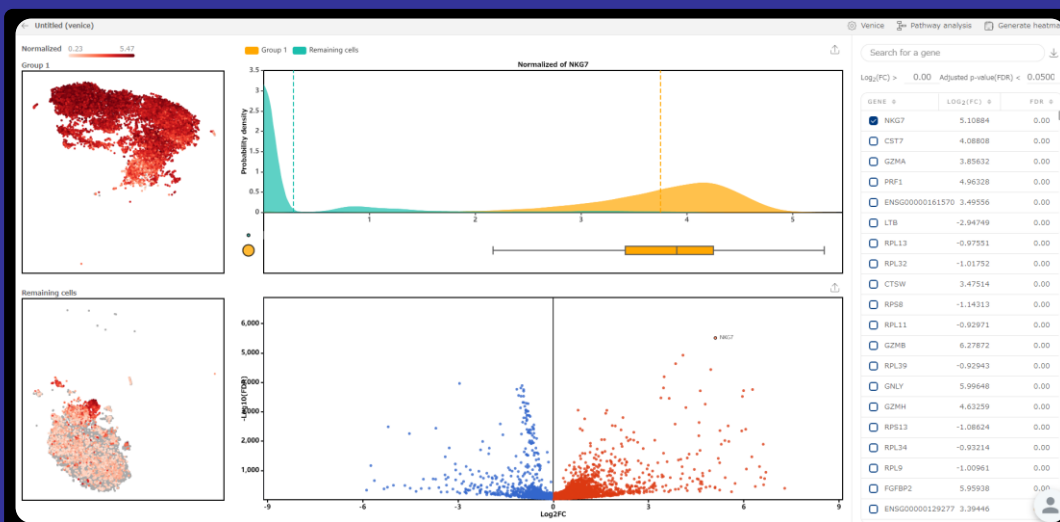 ← Untitled (venice)
Venice Pathway analysis Generate heatma
Normalized 0.23 5.47
Group 1 Remaining cells
Group 1
Normalized of NKG7
3.5
3
2.5
2
1.5
1
0.5
0
Probability density
1 2 3 4 5
Remaining cells
6,000
5,000
4,000
3,000
2,000
1,000
-Log10(FDR)
NKG7
-9 -6 -3 0 3 6 9
Log2FC
Search for a gene
Log₂(FC) > 0.00 Adjusted p-value(FDR) < 0.0500
GENE LOG₂(FC) FDR
NKG7 5.10884 0.00
CST7 4.08808 0.00
GZMA 3.85632 0.00
PRF1 4.96328 0.00
ENSG00000161570 3.49556 0.00
LTB -2.94749 0.00
RPL13 -0.97551 0.00
RPL32 -1.01752 0.00
CTSW 3.47514 0.00
RPS8 -1.14313 0.00
RPL11 -0.92971 0.00
GZMB 6.27872 0.00
RPL39 -0.92943 0.00
GNLY 5.99648 0.00
GZMH 4.63259 0.00
RPS13 -1.08624 0.00
RPL34 -0.93214 0.00
RPL9 -1.00961 0.00
FGFBP2 5.95938 0.00
ENSG00000129277 3.39446